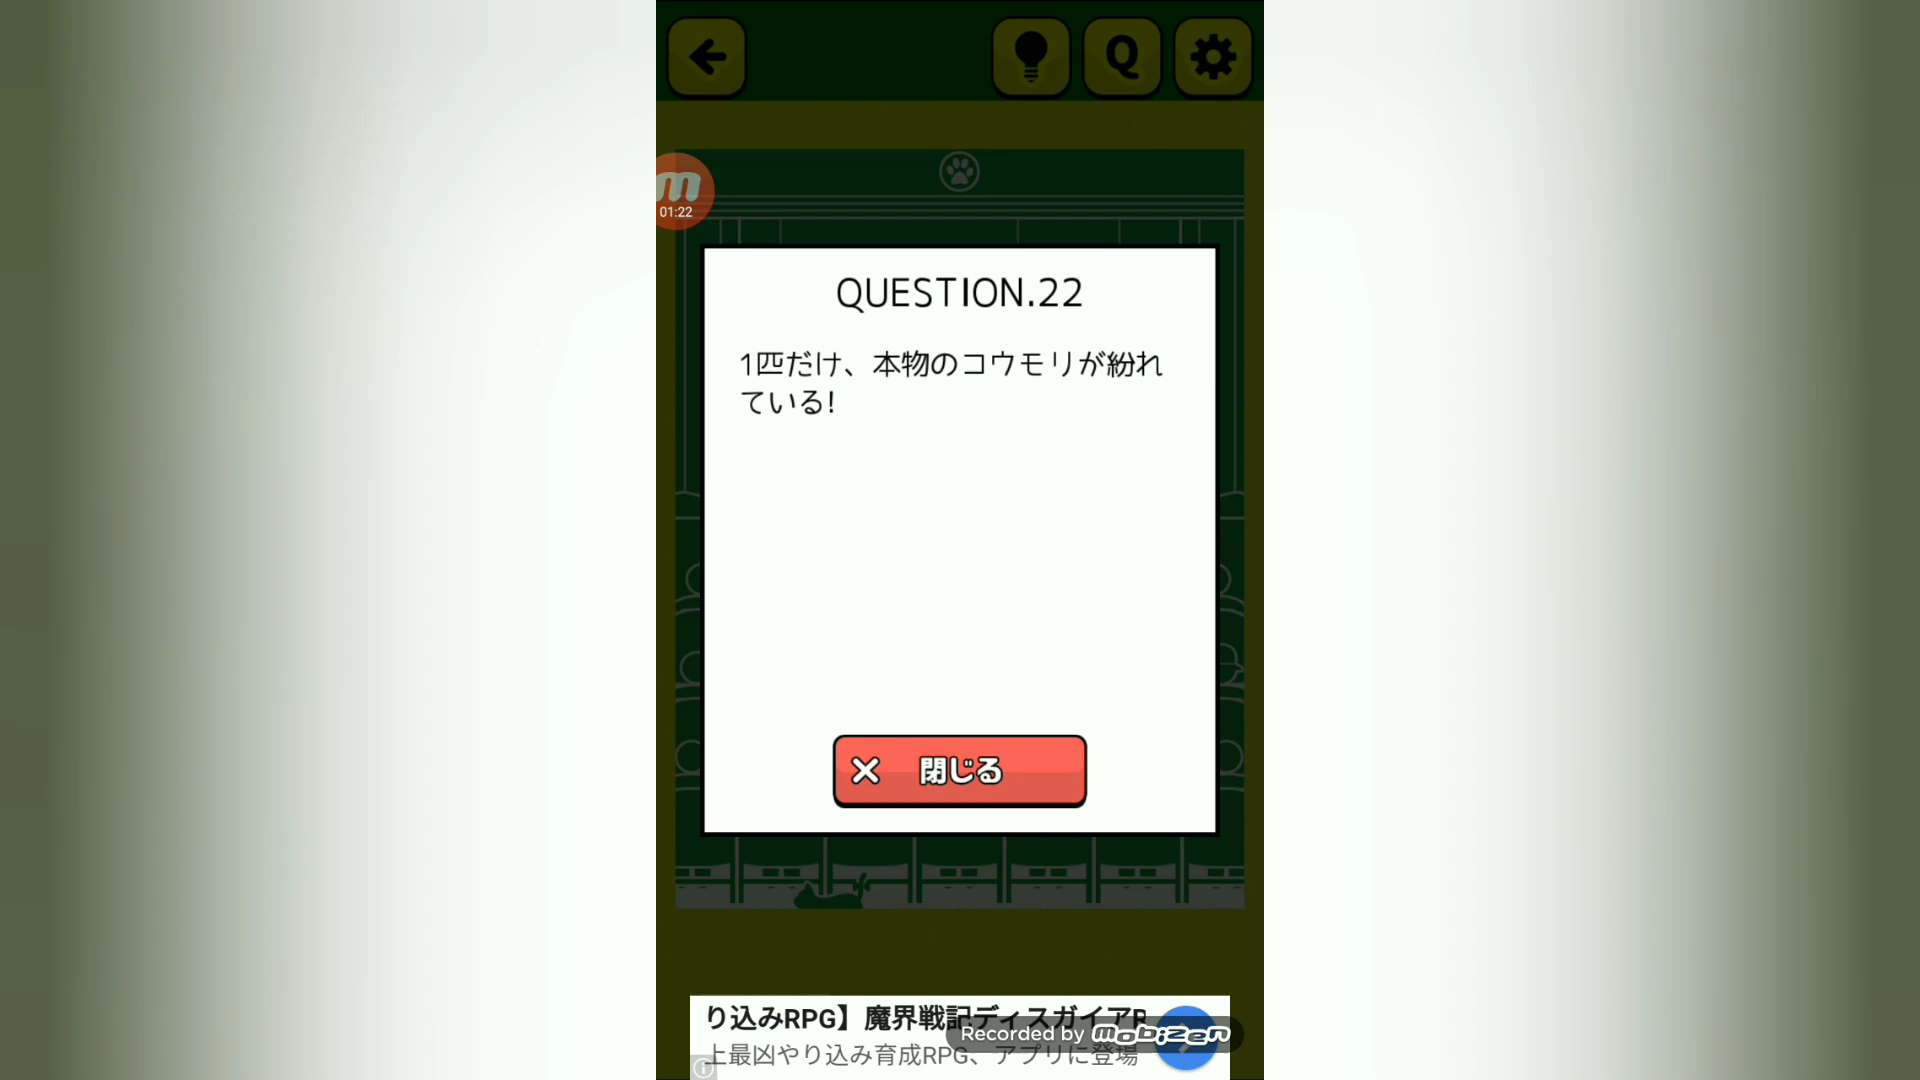 Q
m
01:22
QUESTION.22
1匹だけ、本物のコウモリが紛れ
ている!
閉じる
り込みRPG】魔界戦記ディスガイアR
Recorded by mobizen
上最凶やり込み育成RPG、アプリに登場